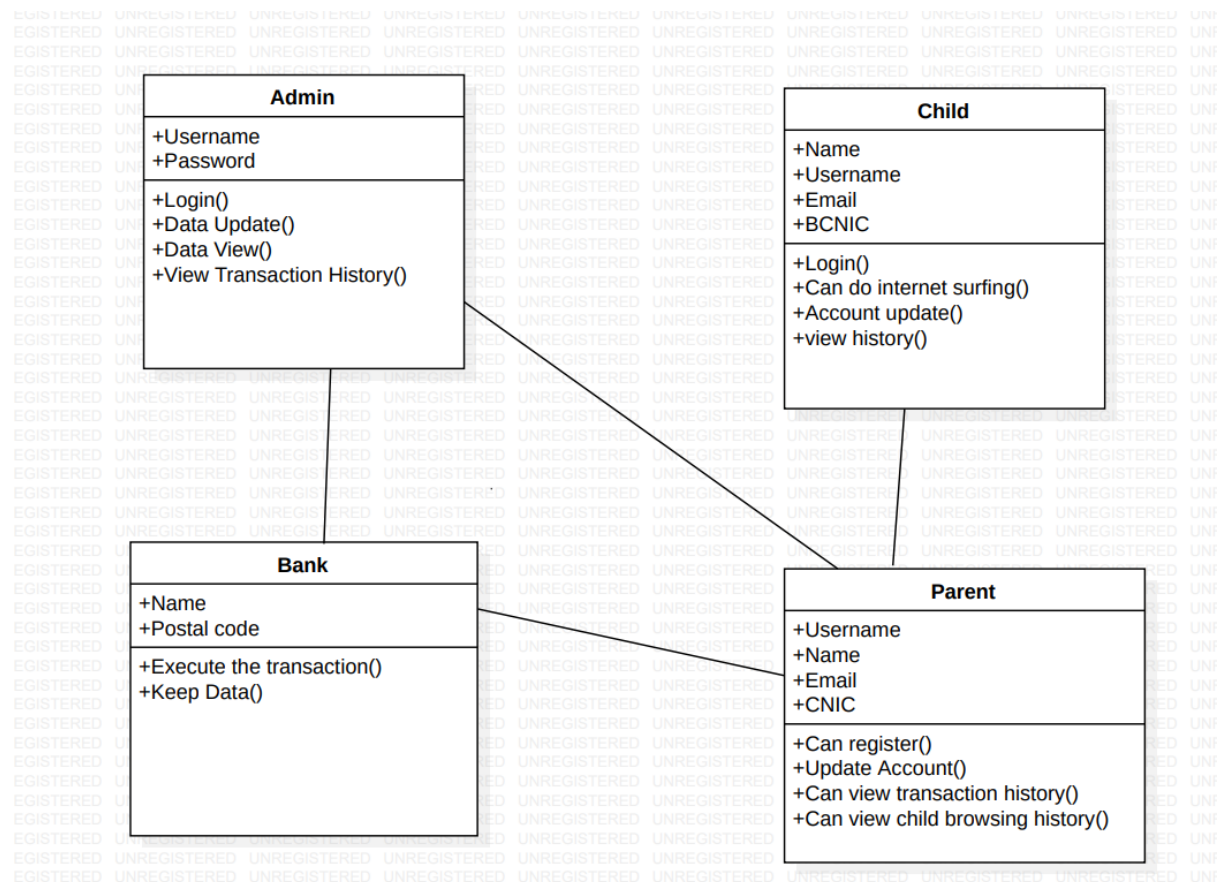 Admin
+Username
+Password
+Login()
+Data Update()
+Data View()
+View Transaction History()
Child
+Name
+Username
+Email
+BCNIC
+Login()
+Can do internet surfing()
+Account update()
+view history()
Bank
+Name
+Postal code
+Execute the transaction()
+Keep Data()
Parent
+Username
+Name
+Email
+CNIC
+Can register()
+Update Account()
+Can view transaction history()
+Can view child browsing history()
UNREGISTERED